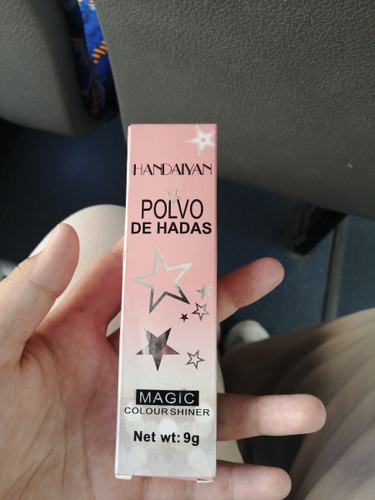 HANDAIYAN
POLVO
DE HADAS
MAGIC
COLOUR SHINER
Net wt: 9g